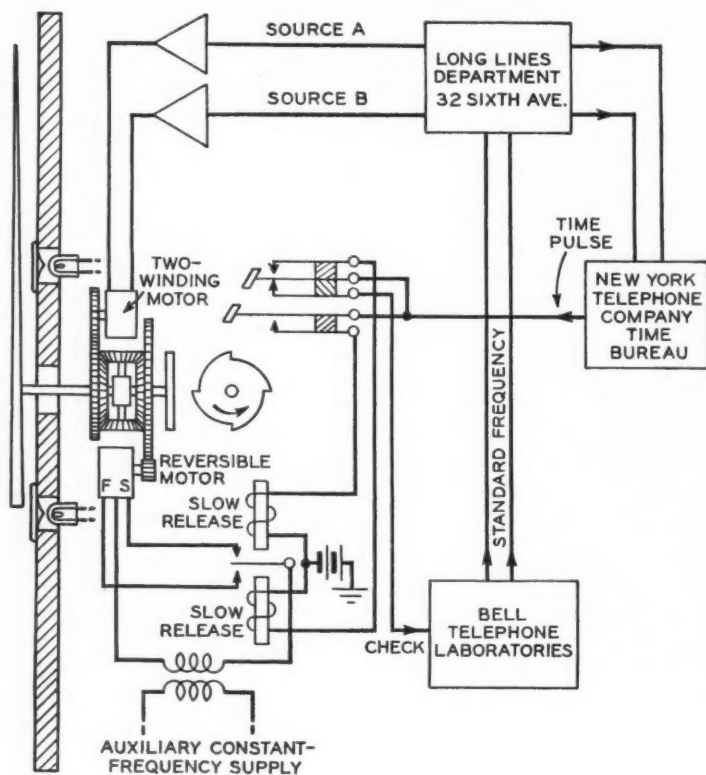 SOURCE A
SOURCE B
LONG LINES
DEPARTMENT
32 SIXTH AVE.
TWO-
WINDING
MOTOR
TIME
PULSE
NEW YORK
TELEPHONE
COMPANY
TIME
BUREAU
STANDARD FREQUENCY
REVERSIBLE
MOTOR
F S
SLOW
RELEASE
SLOW
RELEASE
CHECK
BELL
TELEPHONE
LABORATORIES
AUXILIARY CONSTANT-
FREQUENCY SUPPLY